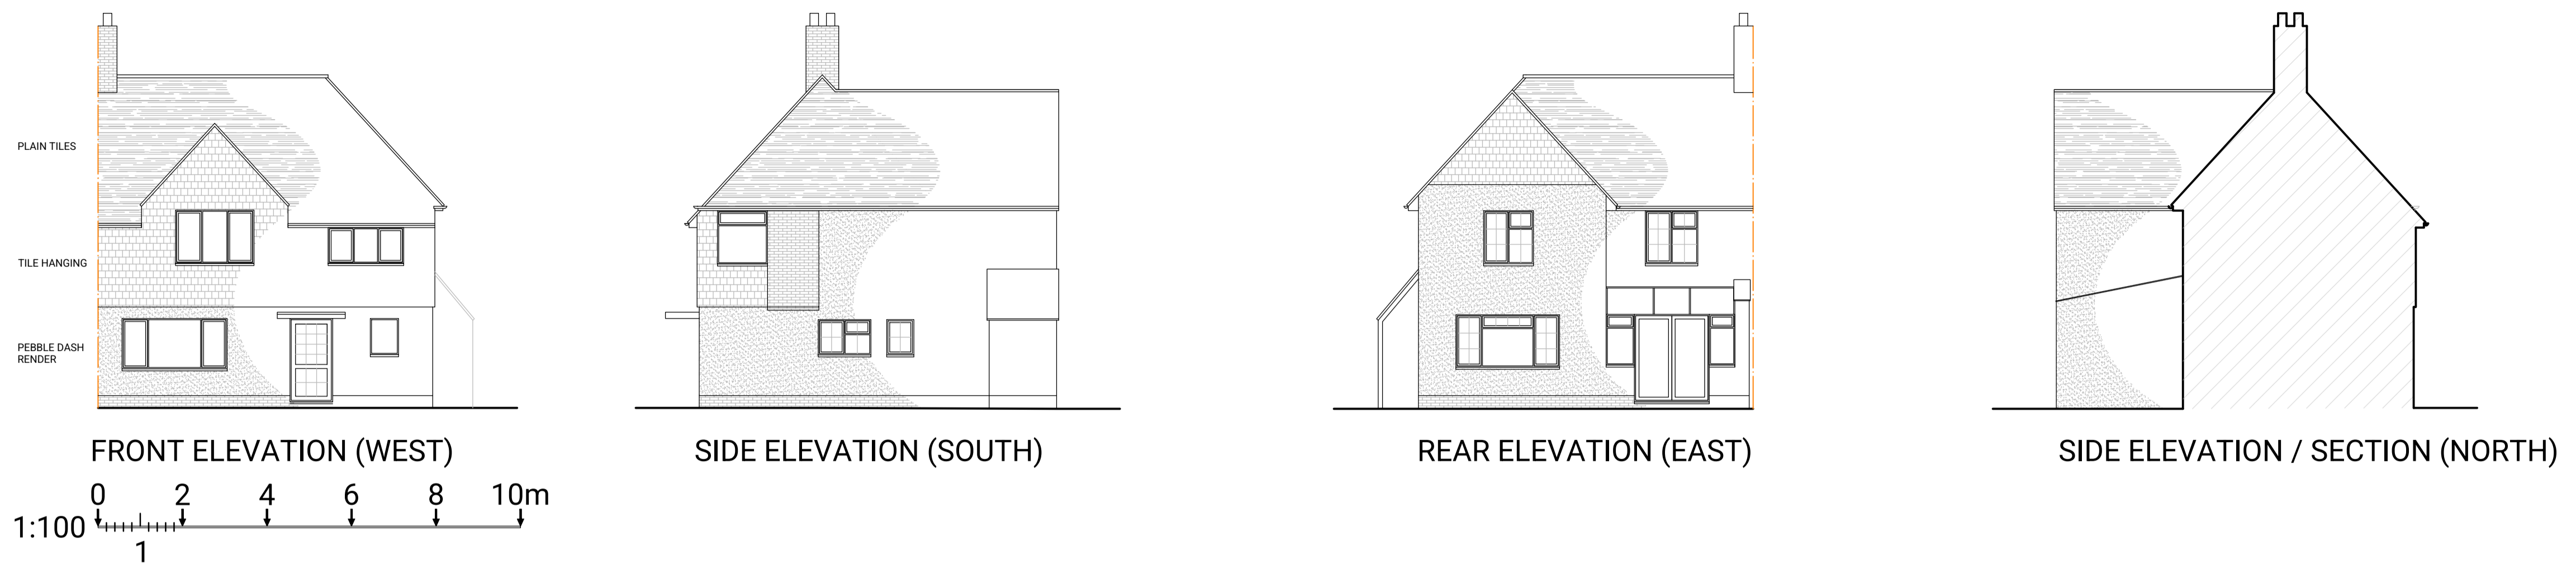 PLAIN TILES
TILE HANGING
PEBBLE DASH
RENDER
FRONT ELEVATION (WEST)
SIDE ELEVATION (SOUTH)
REAR ELEVATION (EAST)
SIDE ELEVATION / SECTION (NORTH)
0 2 4 6 8 10m
1:100
1